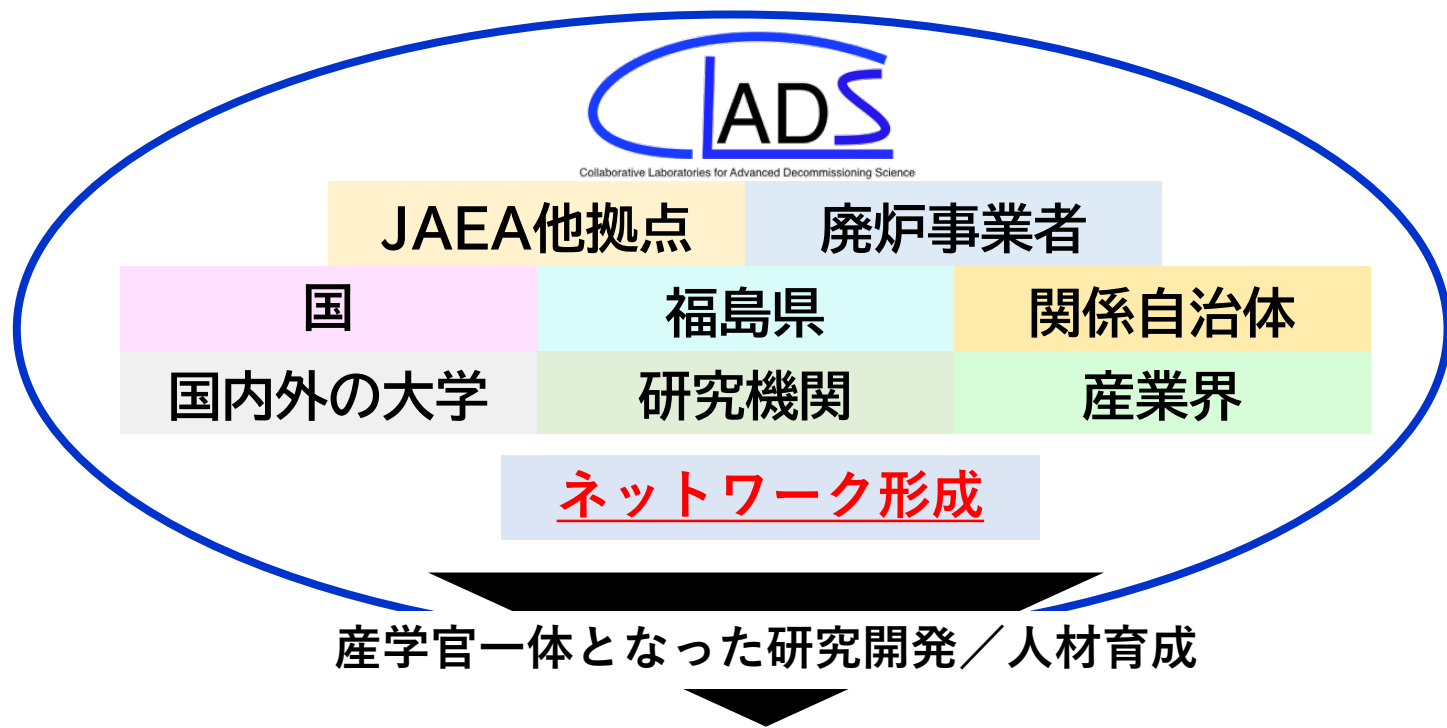 CLADS
Collaborative Laboratories for Advanced Decommissioning Science
JAEA他拠点 廃炉事業者
国 福島県 関係自治体
国内外の大学 研究機関 産業界
ネットワーク形成
産学官一体となった研究開発／人材育成